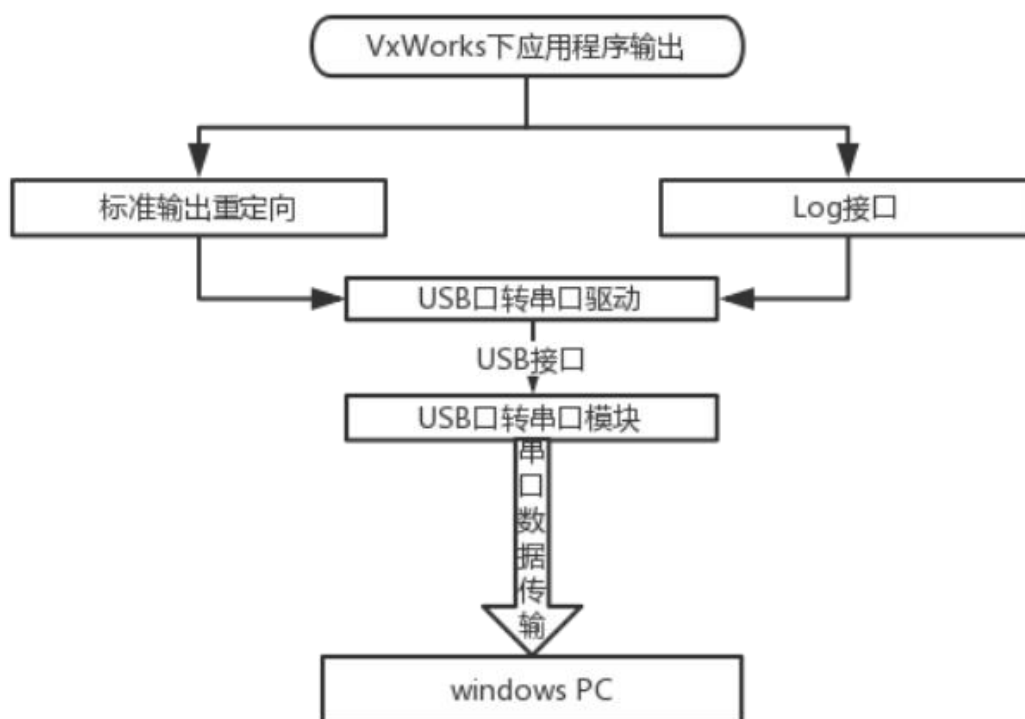 VxWorks下应用程序输出
标准输出重定向
Log接口
USB口转串口驱动
USB接口
USB口转串口模块
串口数据传输
windows PC